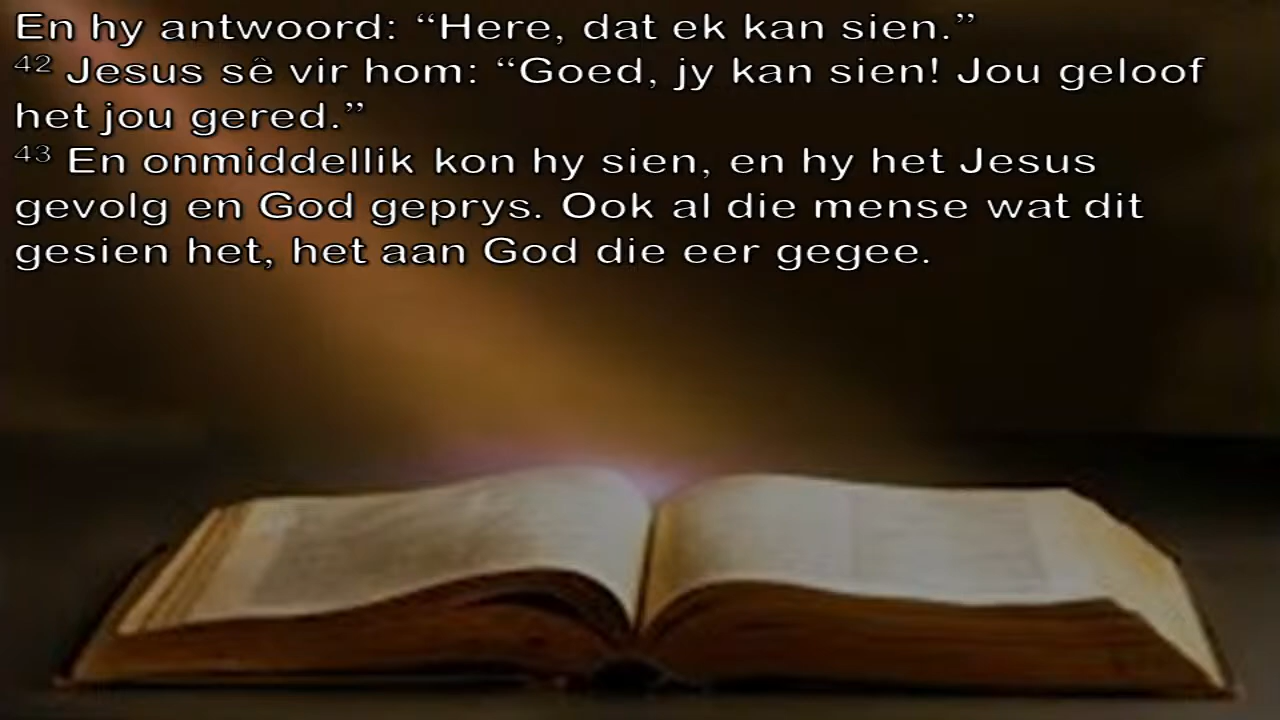 En hy antwoord: “Here, dat ek kan sien.”
42 Jesus sê vir hom: “Goed, jy kan sien! Jou geloof
het jou gered.”
43 En onmiddellik kon hy sien, en hy het Jesus
gevolg en God geprys. Ook al die mense wat dit
gesien het, het aan God die eer gegee.